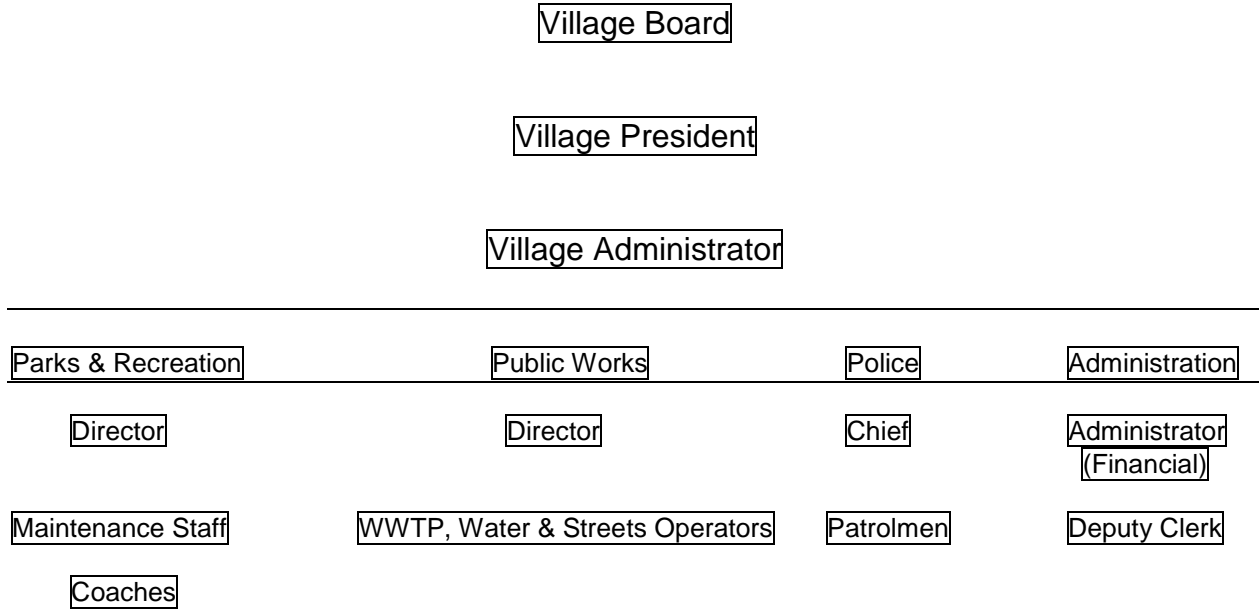 Village Board
Village President
Village Administrator
Parks & Recreation Public Works Police Administration
Director Director Chief Administrator
(Financial)
Maintenance Staff WWTP, Water & Streets Operators Patrolmen Deputy Clerk
Coaches